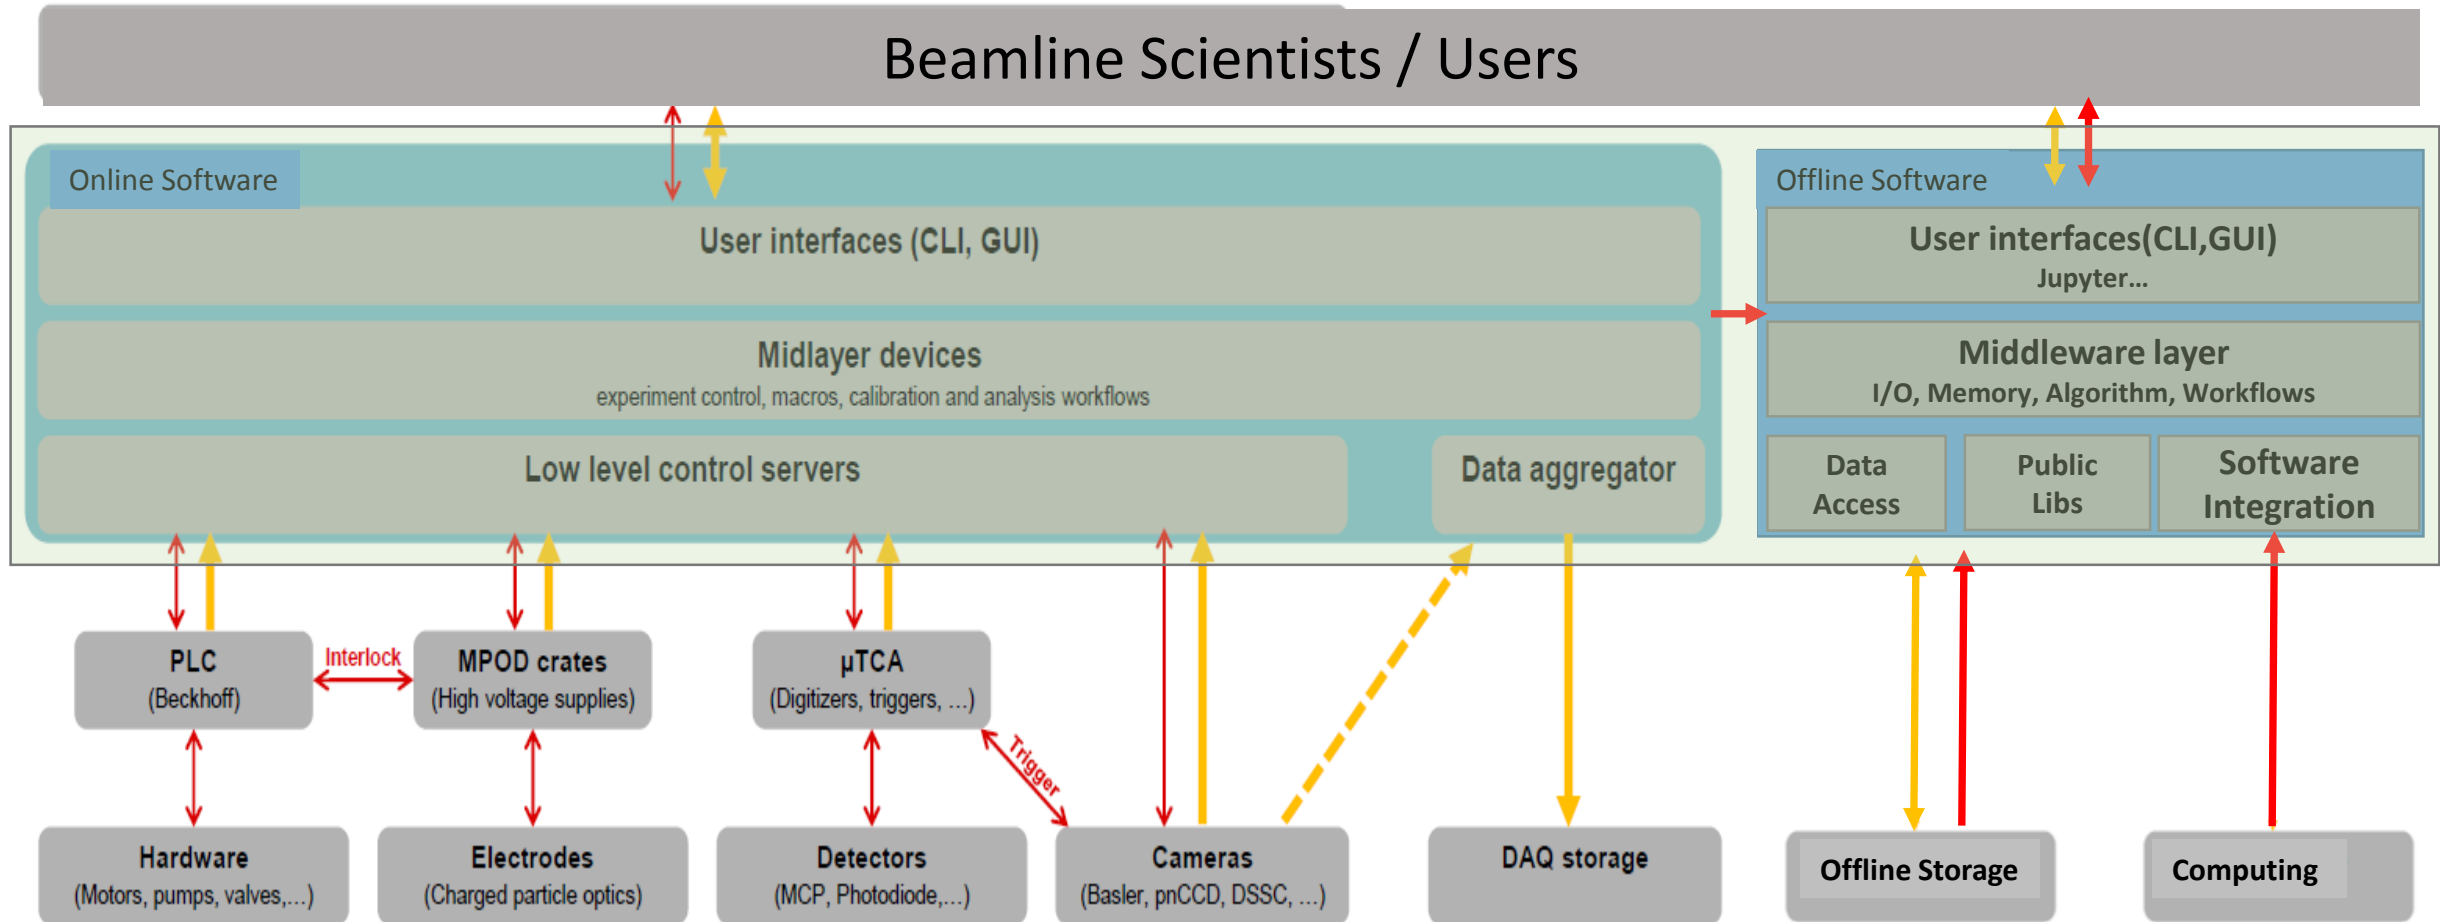 Beamline Scientists / Users
Online Software
User interfaces (CLI, GUI)
Midlayer devices
experiment control, macros, calibration and analysis workflows
Low level control servers
Data aggregator
Offline Software
User interfaces(CLI,GUI)
Jupyter...
Middleware layer
I/O, Memory, Algorithm, Workflows
Data
Access
Public
Libs
Software
Integration
PLC
(Beckhoff)
Interlock
MPOD crates
(High voltage supplies)
µTCA
(Digitizers, triggers, ...)
Trigger
Hardware
(Motors, pumps, valves,...)
Electrodes
(Charged particle optics)
Detectors
(MCP, Photodiode,...)
Cameras
(Basler, pnCCD, DSSC, ...)
DAQ storage
Offline Storage
Computing